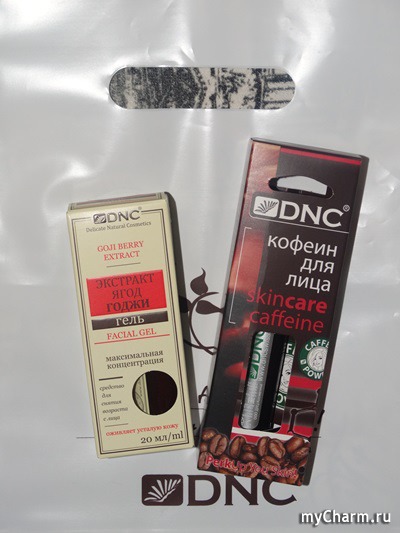 DNC
Delicate Natural Cosmetics
GOJI BERRY
EXTRACT
ЭКСТРАКТ
ЯГОД
ГОДЖИ
гель
FACIAL GEL
максимальная
концентрация
средство
для
снятия
возраста
с лица
оживляет усталую кожу
20 мл/ml
DNC®
кофеин
для
лица
skincare
caffeine
DNC
DNC
myCharm.ru